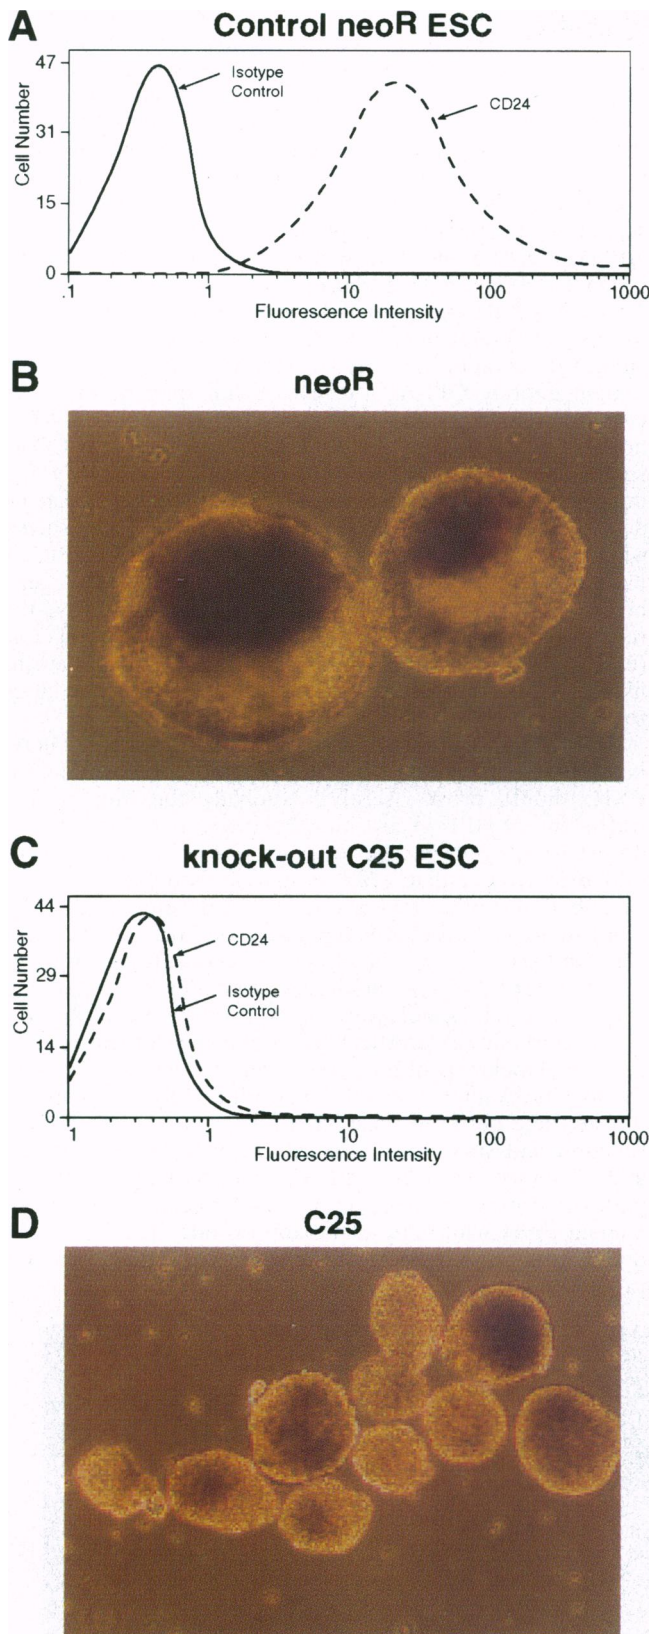 A
Control neoR ESC
47
31
15
0
Cell Number
Isotype
Control
CD24
.1
1
10
100
1000
Fluorescence Intensity
B
neoR
C
knock-out C25 ESC
44
29
14
0
Cell Number
CD24
Isotype
Control
1
1
10
100
1000
Fluorescence Intensity
D
C25